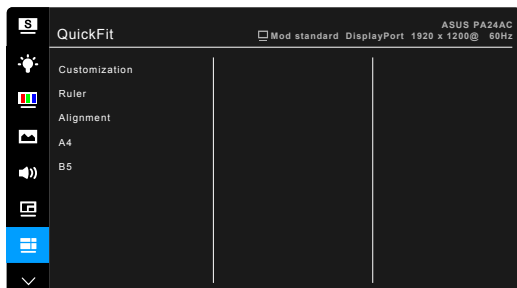 S
QuickFit
ASUS PA24AC
Mod standard DisplayPort 1920 x 1200@ 60Hz
Customization
Ruler
Alignment
A4
B5